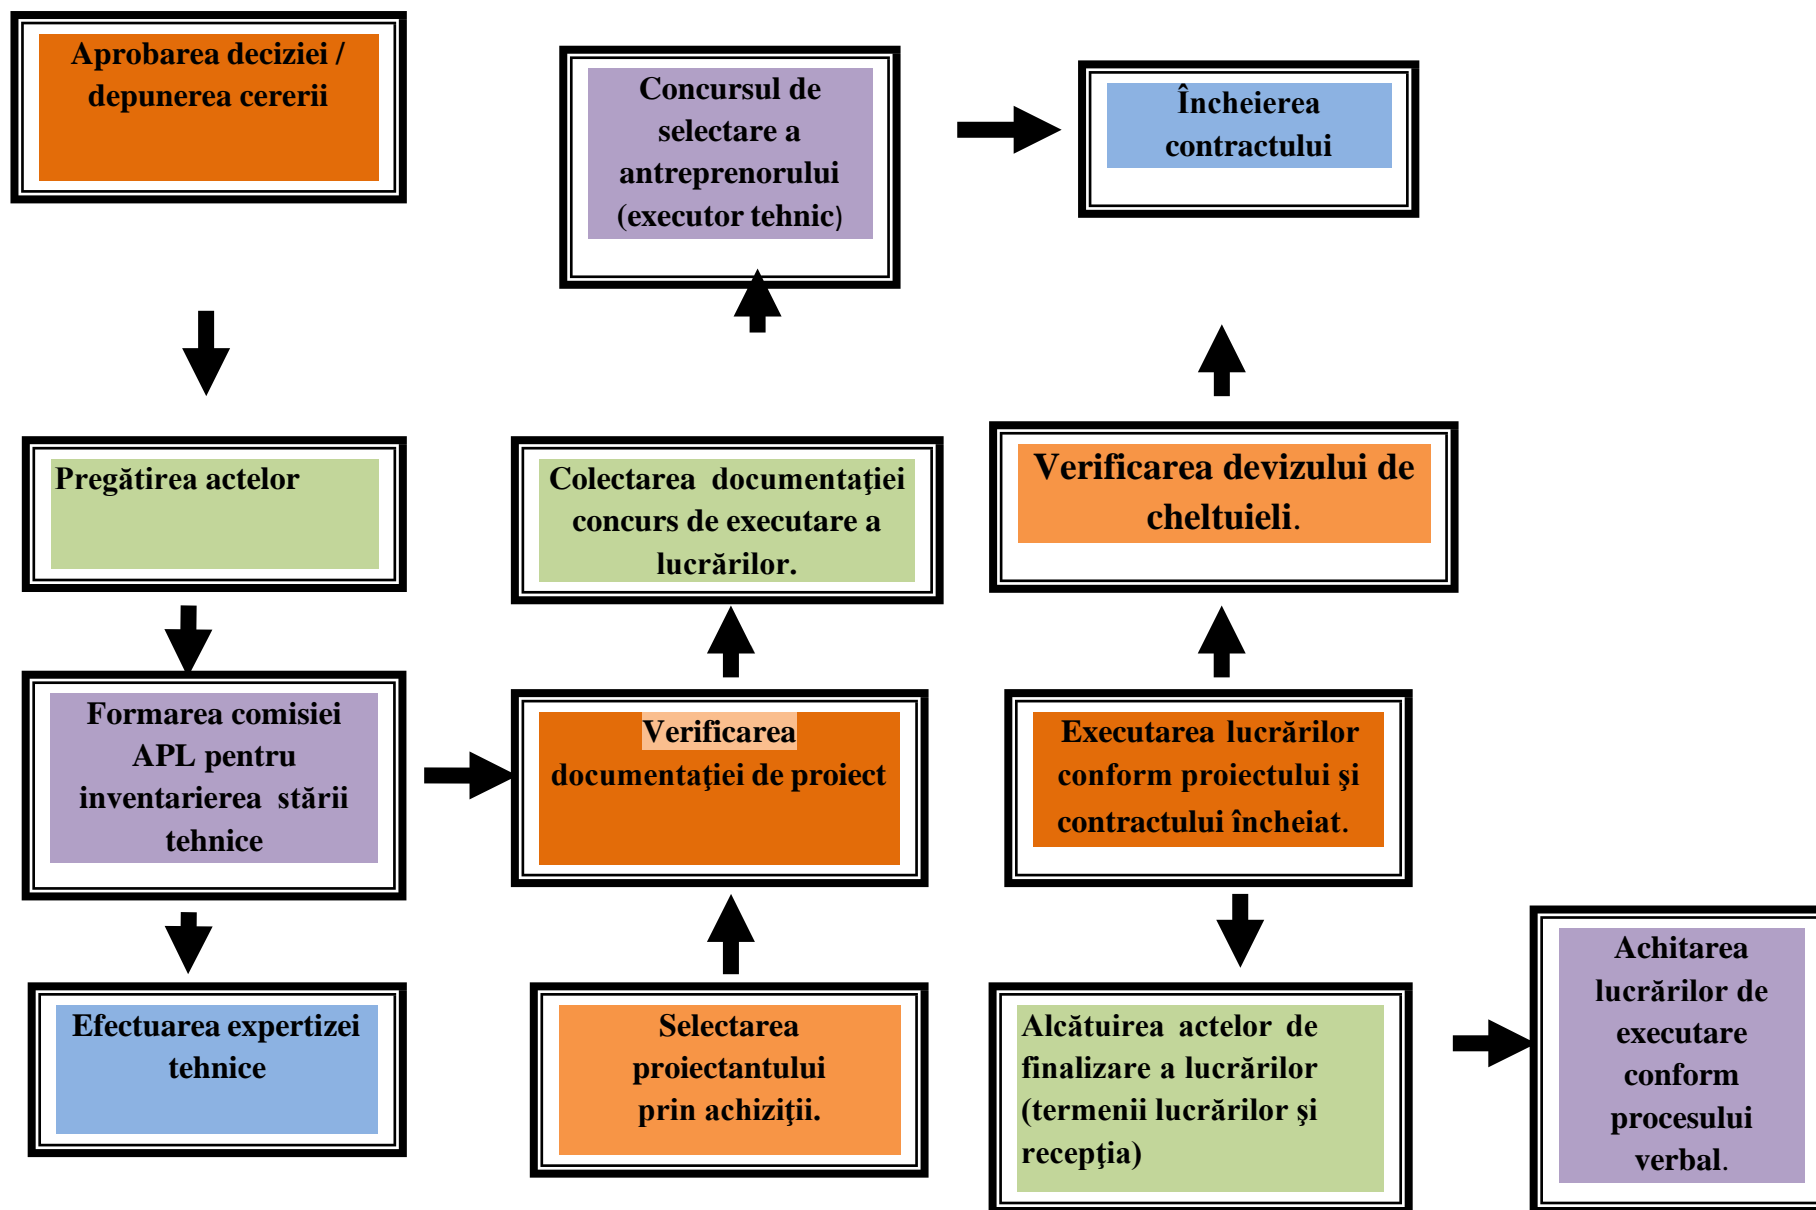 Aprobarea deciziei /
depunerea cererii
Concursul de
selectare a
antreprenorului
(executor tehnic)
Încheierea
contractului
Pregătirea actelor
Colectarea documentaţiei
concurs de executare a
lucrărilor.
Verificarea devizului de
cheltuieli.
Formarea comisiei
APL pentru
inventarierea stării
tehnice
Verificarea
documentaţiei de proiect
Executarea lucrărilor
conform proiectului şi
contractului încheiat.
Efectuarea expertizei
tehnice
Selectarea
proiectantului
prin achiziţii.
Alcătuirea actelor de
finalizare a lucrărilor
(termenii lucrărilor şi
recepţia)
Achitarea
lucrărilor de
executare
conform
procesului
verbal.